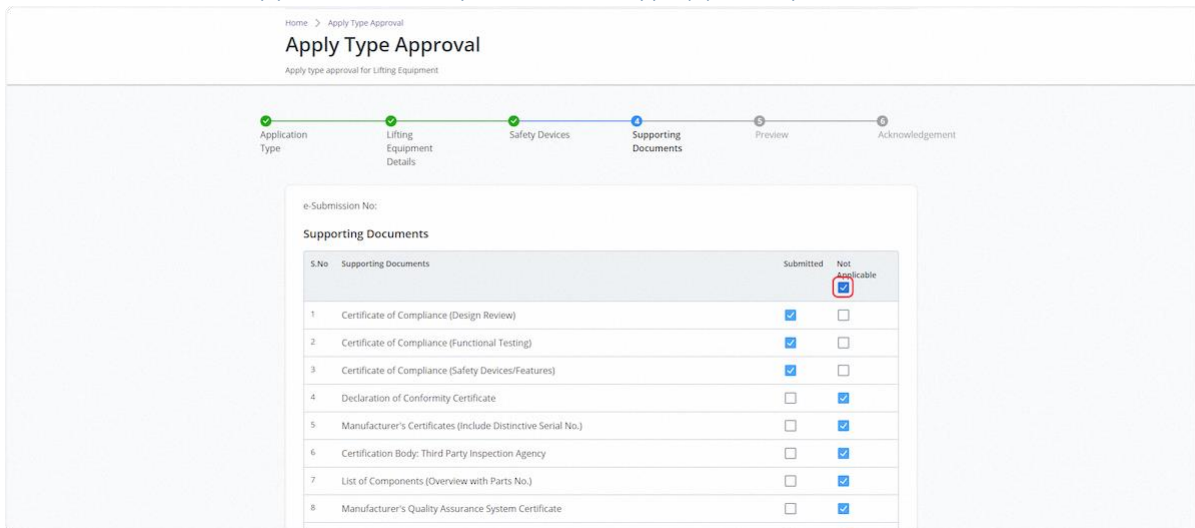 Home > Apply Type Approval
Apply Type Approval
Apply type approval for Lifting Equipment
Application Type
Lifting Equipment Details
Safety Devices
4
Supporting Documents
5
Preview
6
Acknowledgement
e-Submission No:
Supporting Documents
S.No Supporting Documents Submitted Not Applicable
1 Certificate of Compliance (Design Review)
2 Certificate of Compliance (Functional Testing)
3 Certificate of Compliance (Safety Devices/Features)
4 Declaration of Conformity Certificate
5 Manufacturer's Certificates (Include Distinctive Serial No.)
6 Certification Body: Third Party Inspection Agency
7 List of Components (Overview with Parts No.)
8 Manufacturer's Quality Assurance System Certificate